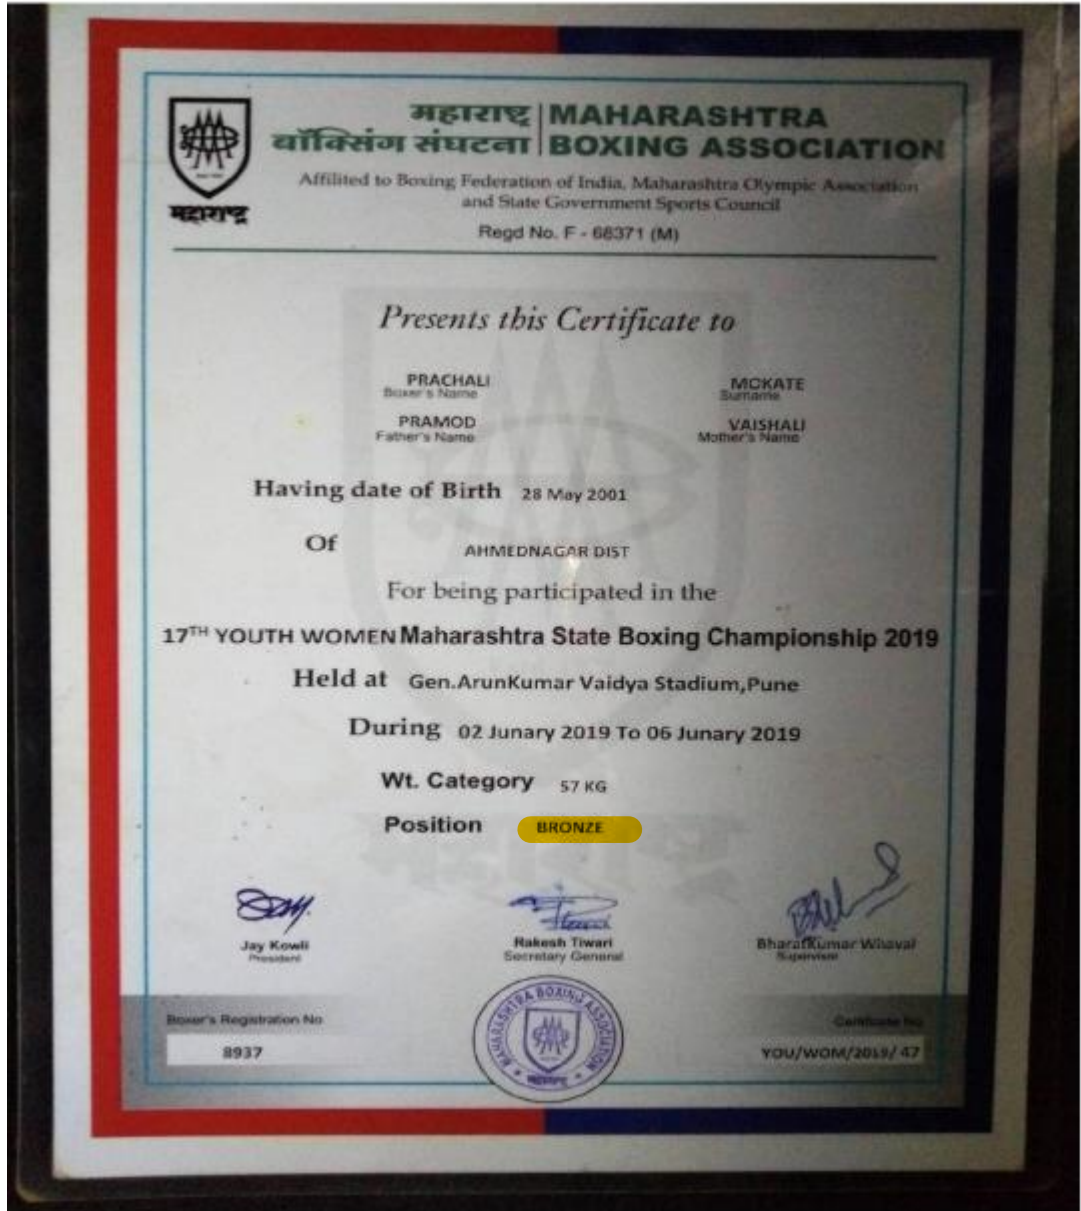 महाराष्ट्र
बॉक्सिंग संघटना
MAHARASHTRA
BOXING ASSOCIATION
महाराष्ट्र
Affilited to Boxing Federation of India, Maharashtra Olympic Association
and State Government Sports Council
Regd No. F - 68371 (M)
Presents this Certificate to
PRACHALI MCKATE
Boxer's Name Surname
PRAMOD VAISHALI
Father's Name Mother's Name
Having date of Birth 28 May 2001
Of AHMEDNAGAR DIST
For being participated in the
17TH YOUTH WOMEN Maharashtra State Boxing Championship 2019
Held at Gen.ArunKumar Vaidya Stadium,Pune
During 02 Junary 2019 To 06 Junary 2019
Wt. Category 57 KG
Position BRONZE
महाराष्ट्र
Jay Kowli Rakesh Tiwari BharatKumar Whaval
President Secretary General Supervisor
Boxer's Registration No Certificate No
8937 YOU/WOM/2019/ 47
MAHARASHTRA BOXING ASSOCIATION
महाराष्ट्र